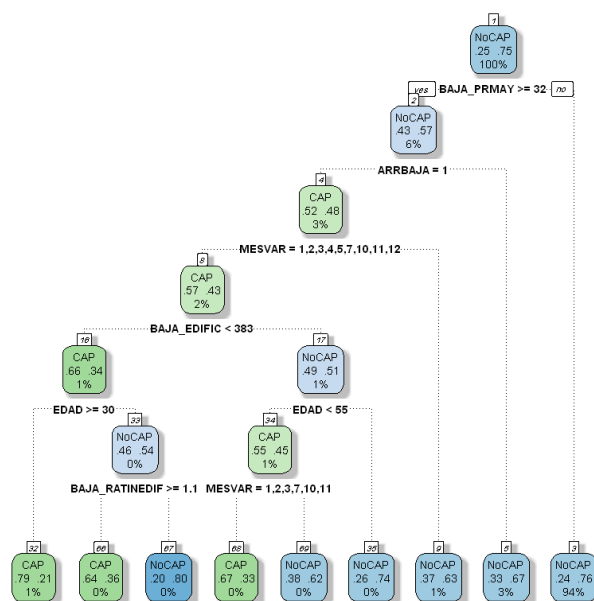 1
NoCAP
.25 .75
100%
yes BAJA_PRMAY >= 32 no
2
NoCAP
.43 .57
6%
ARRBAJA = 1
4
CAP
.52 .48
3%
MESVAR = 1,2,3,4,5,7,10,11,12
8
CAP
.57 .43
2%
BAJA_EDIFIC < 383
16
CAP
.66 .34
1%
17
NoCAP
.49 .51
1%
EDAD >= 30
EDAD < 55
33
NoCAP
.46 .54
0%
34
CAP
.55 .45
1%
BAJA_RATINEDIF >= 1.1
MESVAR = 1,2,3,7,10,11
32
CAP
.79 .21
1%
66
CAP
.64 .36
0%
67
NoCAP
.20 .80
0%
68
CAP
.67 .33
0%
69
NoCAP
.38 .62
0%
35
NoCAP
.26 .74
0%
9
NoCAP
.37 .63
1%
5
NoCAP
.33 .67
3%
3
NoCAP
.24 .76
94%